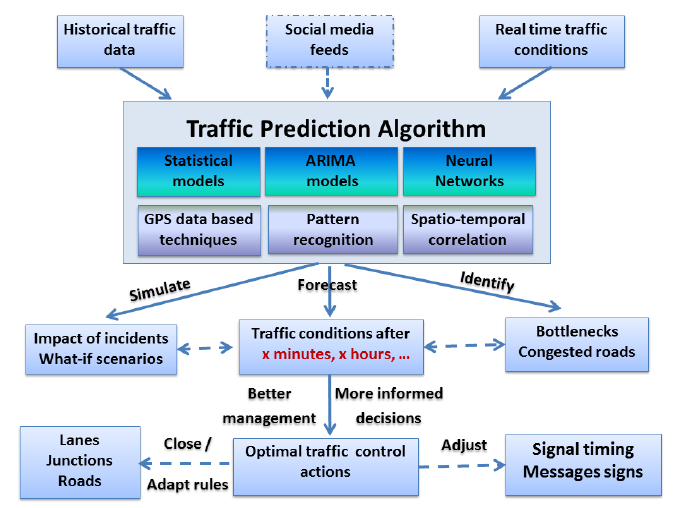 Historical traffic
data
Social media
feeds
Real time traffic
conditions
Traffic Prediction Algorithm
Statistical
models
ARIMA
models
Neural
Networks
GPS data based
techniques
Pattern
recognition
Spatio-temporal
correlation
Simulate
Forecast
Identify
Impact of incidents
What-if scenarios
Traffic conditions after
x minutes, x hours, ...
Bottlenecks
Congested roads
Better
management
More informed
decisions
Lanes
Junctions
Roads
Close /
Adapt rules
Optimal traffic control
actions
Adjust
Signal timing
Messages signs